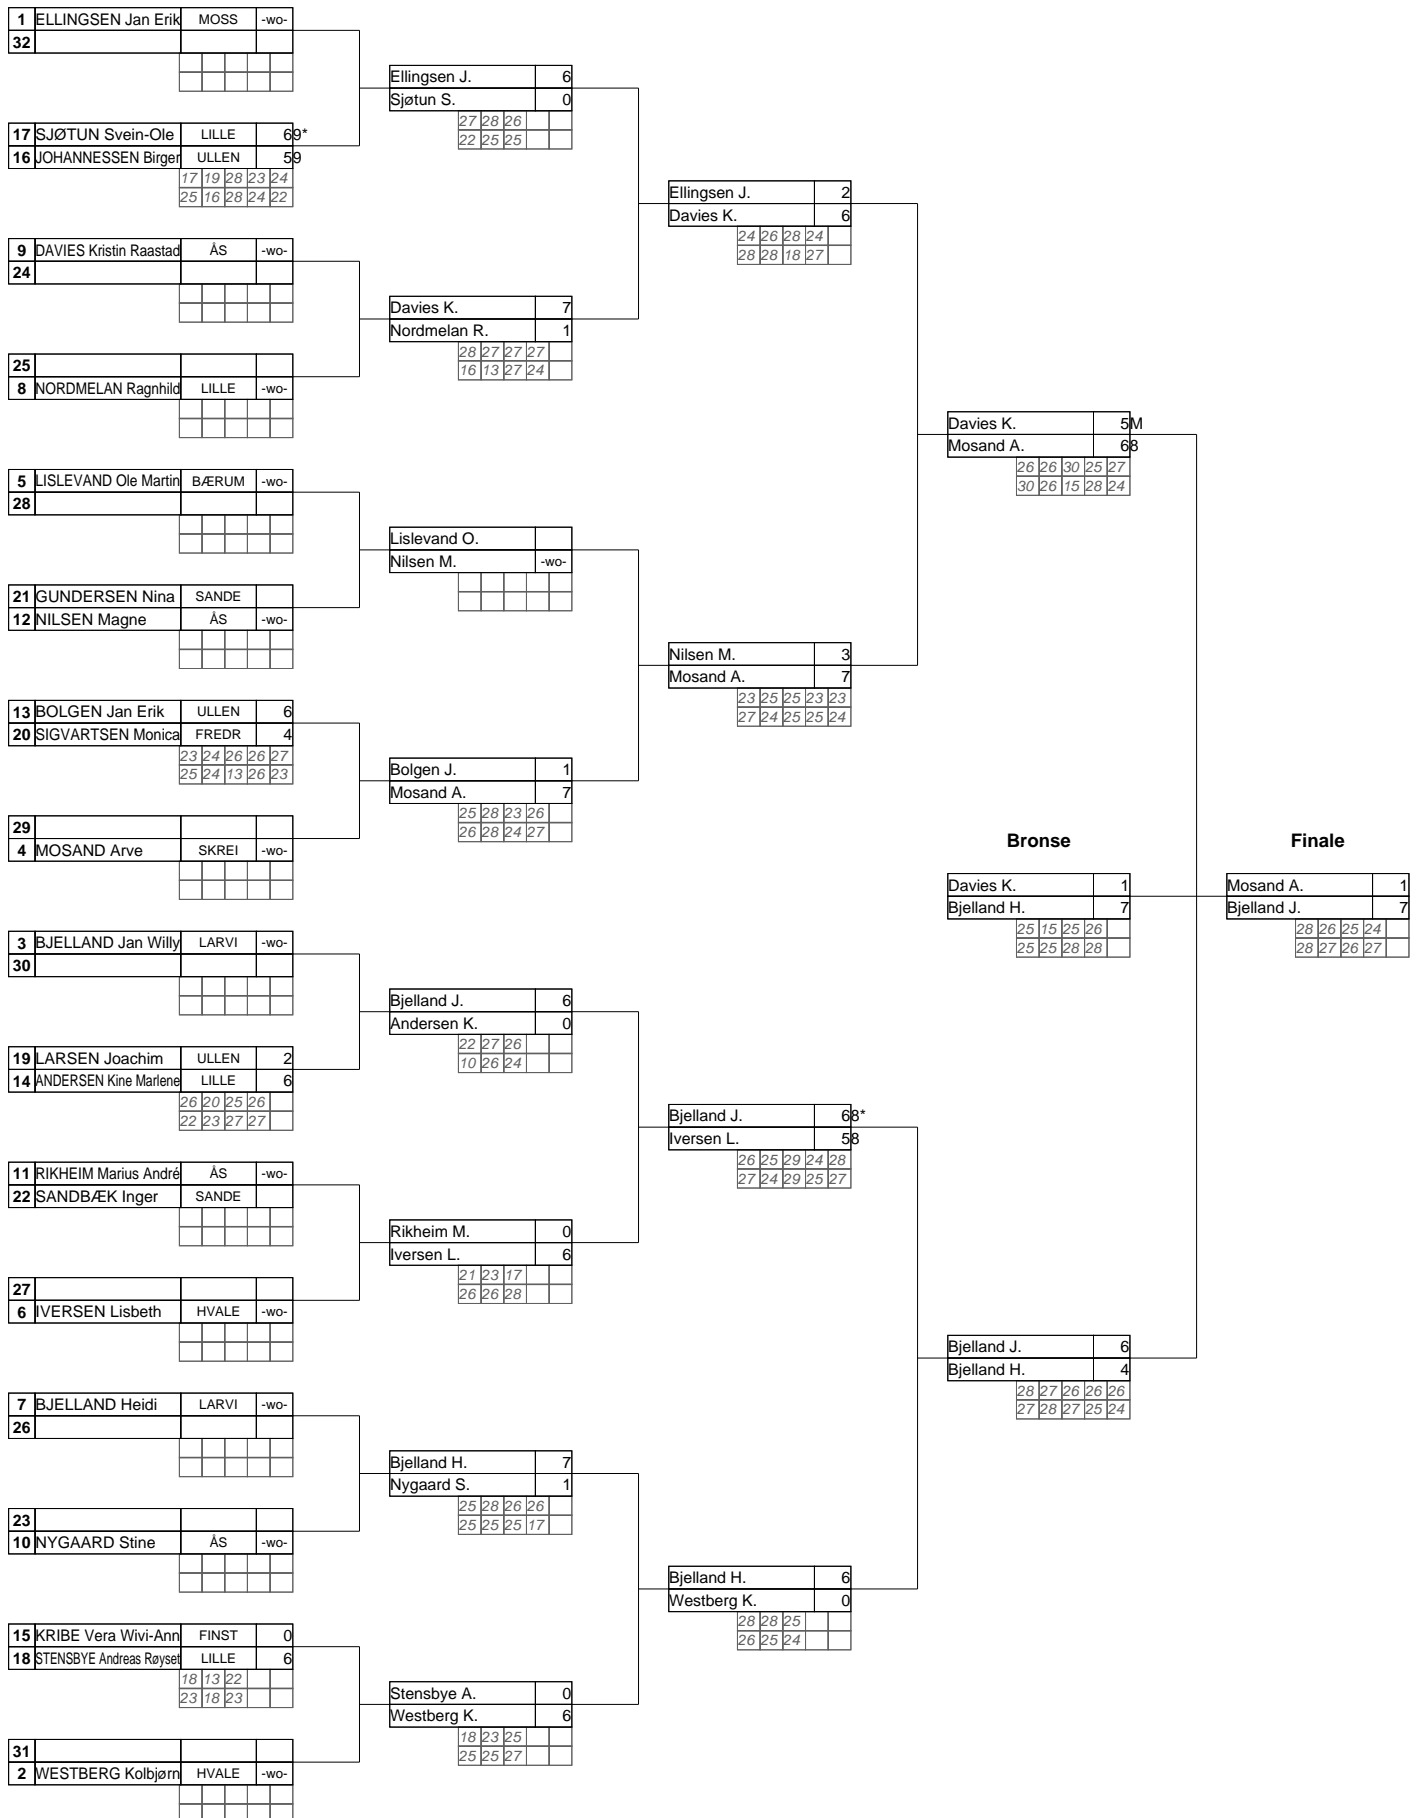 1 ELLINGSEN Jan Erik MOSS -wo-
32
17 SJØTUN Svein-Ole LILLE 69*
16 JOHANNESSEN Birger ULLEN 59
17 19 28 23 24
25 16 28 24 22
9 DAVIES Kristin Raastad ÅS -wo-
24
25
8 NORDMELAN Ragnhild LILLE -wo-
5 LISLEVAND Ole Martin BÆRUM -wo-
28
21 GUNDERSEN Nina SANDE
12 NILSEN Magne ÅS -wo-
13 BOLGEN Jan Erik ULLEN 6
20 SIGVARTSEN Monica FREDR 4
23 24 26 26 27
25 24 13 26 23
29
4 MOSAND Arve SKREI -wo-
3 BJELLAND Jan Willy LARVI -wo-
30
19 LARSEN Joachim ULLEN 2
14 ANDERSEN Kine Marlene LILLE 6
26 20 25 26
22 23 27 27
11 RIKHEIM Marius André ÅS -wo-
22 SANDBÆK Inger SANDE
27
6 IVERSEN Lisbeth HVALE -wo-
7 BJELLAND Heidi LARVI -wo-
26
23
10 NYGAARD Stine ÅS -wo-
15 KRIBE Vera Wivi-Ann FINST 0
18 STENSBYE Andreas Røyset LILLE 6
18 13 22
23 18 23
31
2 WESTBERG Kolbjørn HVALE -wo-
Ellingsen J. 6
Sjøtun S. 0
27 28 26
22 25 25
Davies K. 7
Nordmelan R. 1
28 27 27 27
16 13 27 24
Lislevand O.
Nilsen M. -wo-
Bolgen J. 1
Mosand A. 7
25 28 23 26
26 28 24 27
Bjelland J. 6
Andersen K. 0
22 27 26
10 26 24
Rikheim M. 0
Iversen L. 6
21 23 17
26 26 28
Bjelland H. 7
Nygaard S. 1
25 28 26 26
25 25 25 17
Stensbye A. 0
Westberg K. 6
18 23 25
25 25 27
Ellingsen J. 2
Davies K. 6
24 26 28 24
28 28 18 27
Nilsen M. 3
Mosand A. 7
23 25 25 23 23
27 24 25 25 24
Bjelland J. 68*
Iversen L. 58
26 25 29 24 28
27 24 29 25 27
Bjelland H. 6
Westberg K. 0
28 28 25
26 25 24
Davies K. 5M
Mosand A. 68
26 26 30 25 27
30 26 15 28 24
Bjelland J. 6
Bjelland H. 4
28 27 26 26 26
27 28 27 25 24
Bronse
Davies K. 1
Bjelland H. 7
25 15 25 26
25 25 28 28
Finale
Mosand A. 1
Bjelland J. 7
28 26 25 24
28 27 26 27